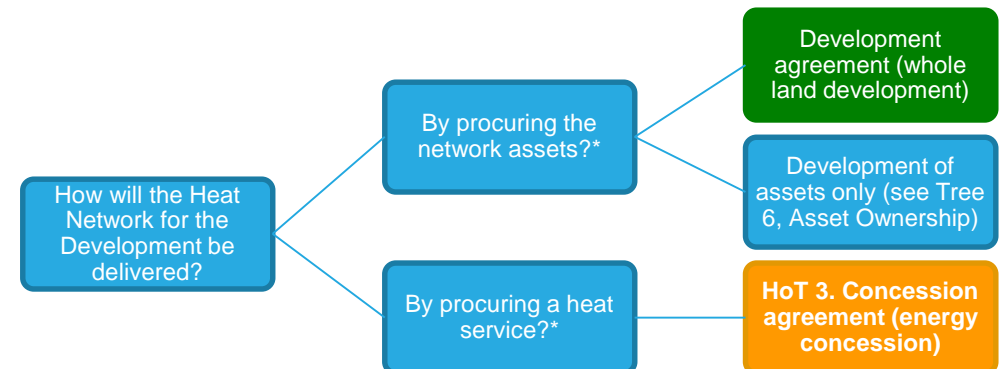 How will the Heat
Network for the
Development be
delivered?
By procuring the
network assets?*
By procuring a heat
service?*
Development
agreement (whole
land development)
Development of
assets only (see Tree
6, Asset Ownership)
HoT 3. Concession
agreement (energy
concession)